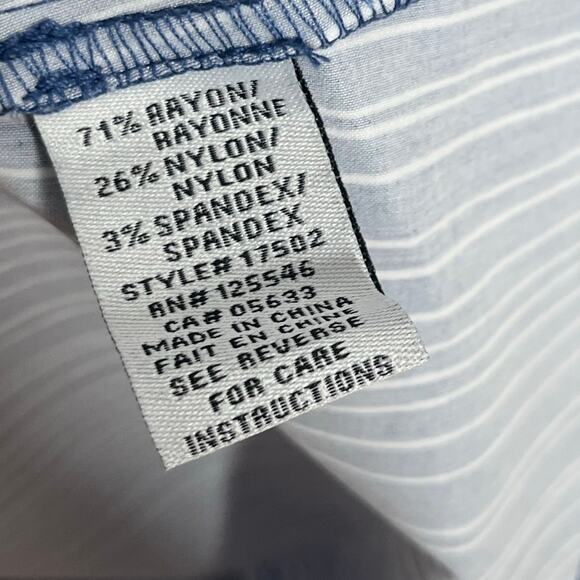 71% RAYON/
RAYONNE
26% NYLON/
NYLON
3% SPANDEX/
SPANDEX
STYLE# 17502
RN# 125546
CA# 05633
MADE IN CHINA
FAIT EN CHINE
SEE REVERSE
FOR CARE
INSTRUCTIONS